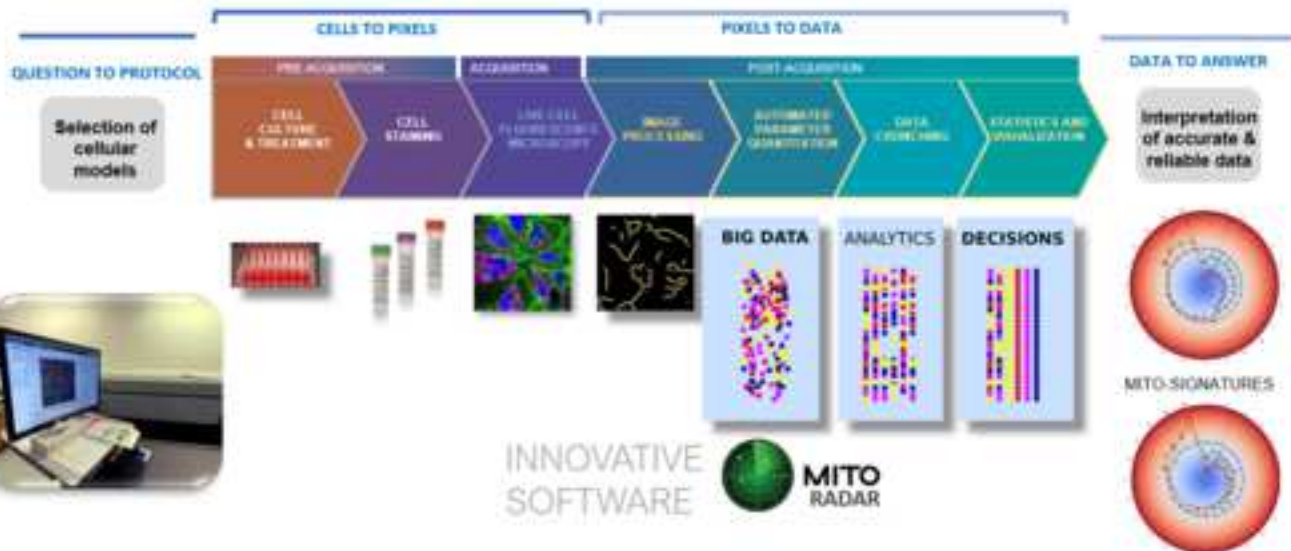 CELLS TO PIXELS
PIXELS TO DATA
QUESTION TO PROTOCOL
DATA TO ANSWER
PRE-ACQUISITION
ACQUISITION
POST-ACQUISITION
Selection of
cellular
models
CELL
CULTURE
& TREATMENT
CELL
STAINING
LIVE CELL
FLUORESCENCE
MICROSCOPY
IMAGE
PROCESSING
AUTOMATED
PARAMETER
QUANTITATION
DATA
CRUNCHING
STATISTICS AND
VISUALIZATION
Interpretation
of accurate &
reliable data
BIG DATA
ANALYTICS
DECISIONS
MITO-SIGNATURES
INNOVATIVE
SOFTWARE
MITO
RADAR